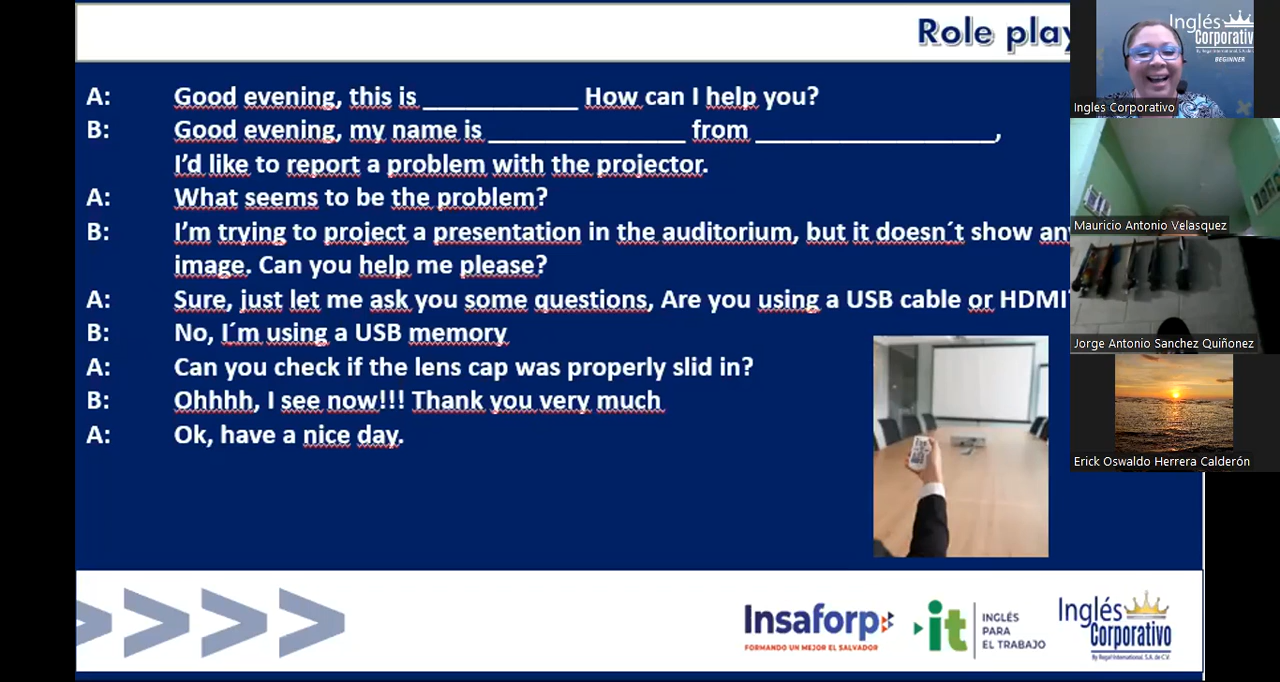 Role play
A: Good evening, this is ____________ How can I help you?
B: Good evening, my name is _______________ from __________________,
I'd like to report a problem with the projector.
A: What seems to be the problem?
B: I'm trying to project a presentation in the auditorium, but it doesn´t show any
image. Can you help me please?
A: Sure, just let me ask you some questions, Are you using a USB cable or HDMI
B: No, I´m using a USB memory
A: Can you check if the lens cap was properly slid in?
B: Ohhhh, I see now!!! Thank you very much
A: Ok, have a nice day.
Inglés
Corporativo
BEGINNER
Ingles Corporativo
Mauricio Antonio Velasquez
Jorge Antonio Sanchez Quiñonez
Erick Oswaldo Herrera Calderón
Insaforp
FORMANDO UN MEJOR EL SALVADOR
it
INGLÉS
PARA
EL TRABAJO
Inglés
Corporativo
By Regal International, S.A. de C.V.